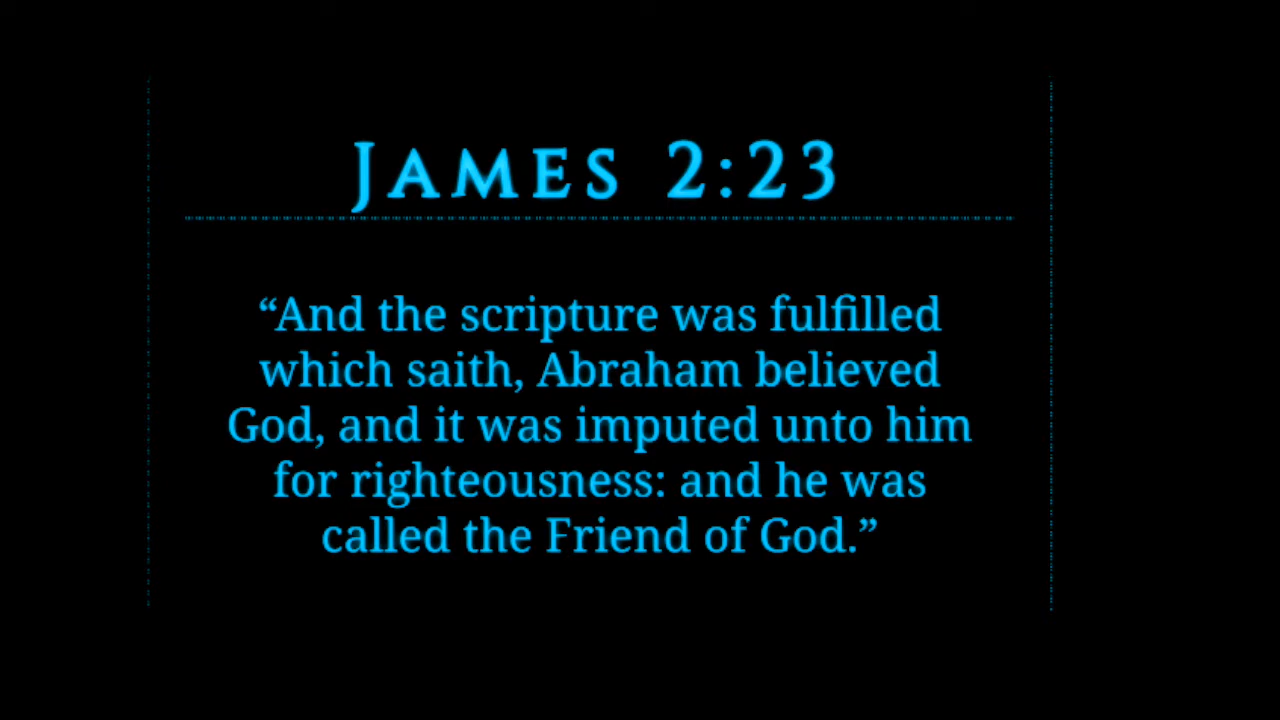 James 2:23
“And the scripture was fulfilled
which saith, Abraham believed
God, and it was imputed unto him
for righteousness: and he was
called the Friend of God.”